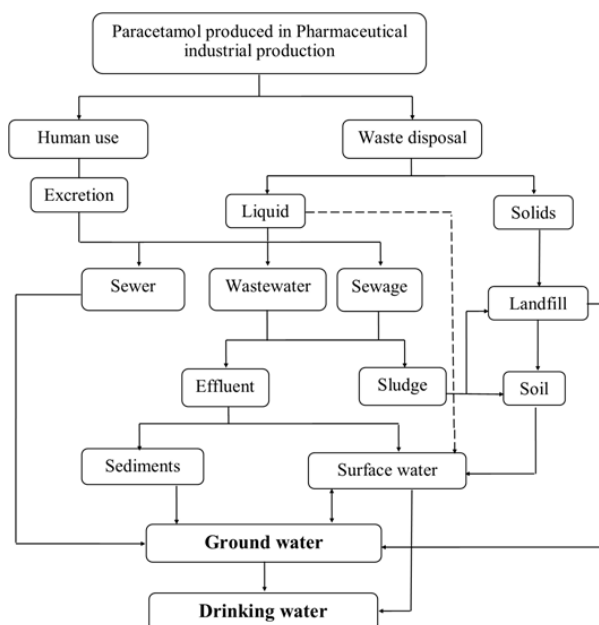 Paracetamol produced in Pharmaceutical
industrial production
Human use
Waste disposal
Excretion
Liquid
Solids
Sewer
Wastewater
Sewage
Landfill
Effluent
Sludge
Soil
Sediments
Surface water
Ground water
Drinking water